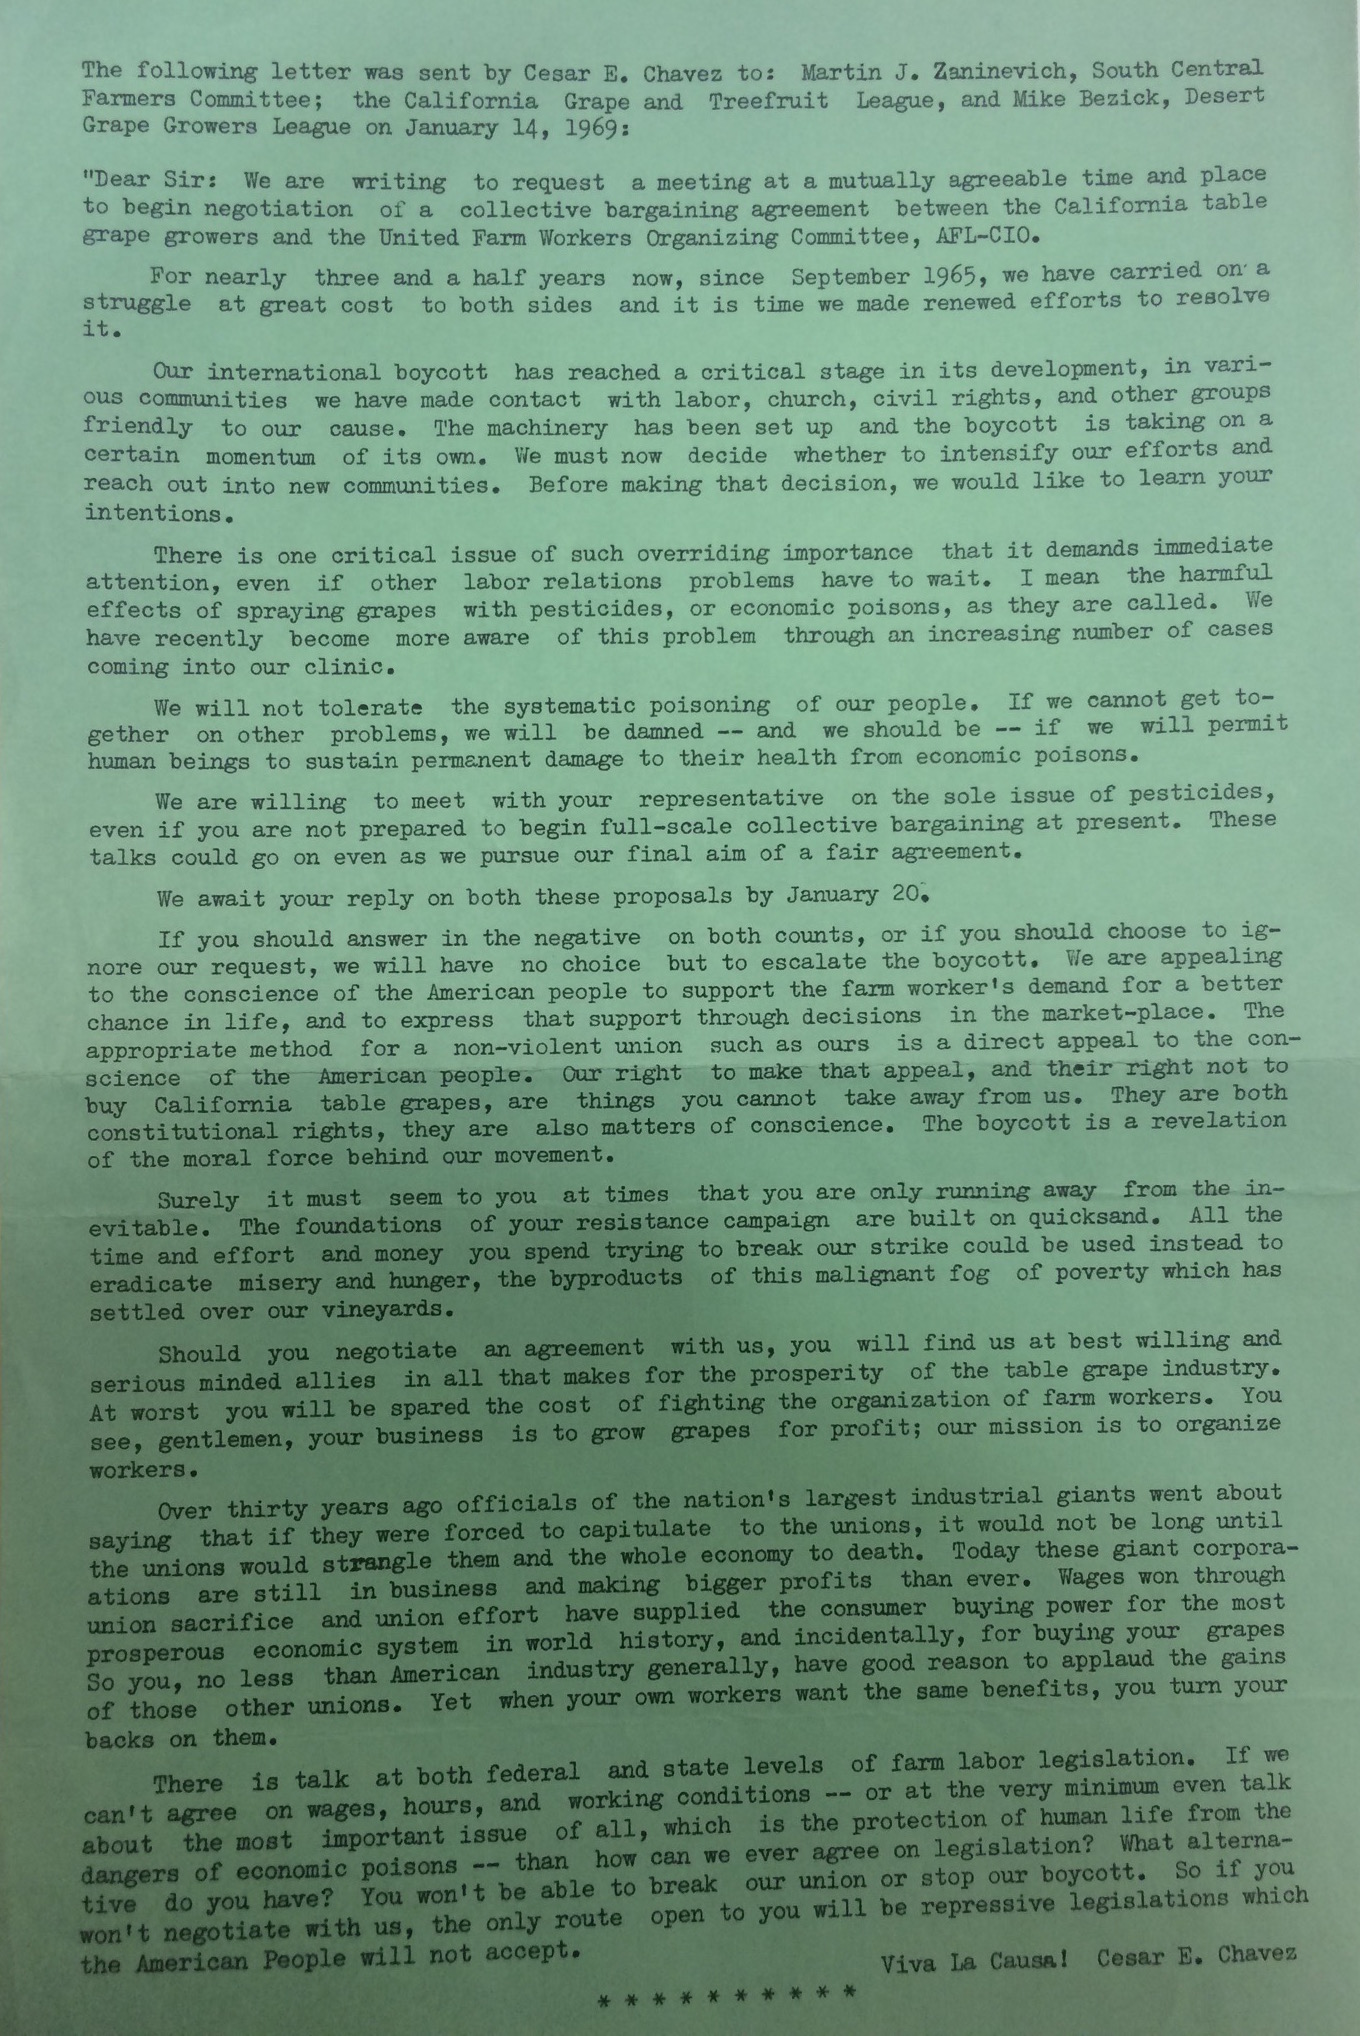 The following letter was sent by Cesar E. Chavez to: Martin J. Zaninevich, South Central
Farmers Committee; the California Grape and Treefruit League, and Mike Bezick, Desert
Grape Growers League on January 14, 1969:
"Dear Sir: We are writing to request a meeting at a mutually agreeable time and place
to begin negotiation of a collective bargaining agreement between the California table
grape growers and the United Farm Workers Organizing Committee, AFL-CIO.
For nearly three and a half years now, since September 1965, we have carried on a
struggle at great cost to both sides and it is time we made renewed efforts to resolve
it.
Our international boycott has reached a critical stage in its development, in vari-
ous communities we have made contact with labor, church, civil rights, and other groups
friendly to our cause. The machinery has been set up and the boycott is taking on a
certain momentum of its own. We must now decide whether to intensify our efforts and
reach out into new communities. Before making that decision, we would like to learn your
intentions.
There is one critical issue of such overriding importance that it demands immediate
attention, even if other labor relations problems have to wait. I mean the harmful
effects of spraying grapes with pesticides, or economic poisons, as they are called. We
have recently become more aware of this problem through an increasing number of cases
coming into our clinic.
We will not tolerate the systematic poisoning of our people. If we cannot get to-
gether on other problems, we will be damned -- and we should be -- if we will permit
human beings to sustain permanent damage to their health from economic poisons.
We are willing to meet with your representative on the sole issue of pesticides,
even if you are not prepared to begin full-scale collective bargaining at present. These
talks could go on even as we pursue our final aim of a fair agreement.
We await your reply on both these proposals by January 20.
If you should answer in the negative on both counts, or if you should choose to ig-
nore our request, we will have no choice but to escalate the boycott. We are appealing
to the conscience of the American people to support the farm worker's demand for a better
chance in life, and to express that support through decisions in the market-place. The
appropriate method for a non-violent union such as ours is a direct appeal to the con-
science of the American people. Our right to make that appeal, and their right not to
buy California table grapes, are things you cannot take away from us. They are both
constitutional rights, they are also matters of conscience. The boycott is a revelation
of the moral force behind our movement.
Surely it must seem to you at times that you are only running away from the in-
evitable. The foundations of your resistance campaign are built on quicksand. All the
time and effort and money you spend trying to break our strike could be used instead to
eradicate misery and hunger, the byproducts of this malignant fog of poverty which has
settled over our vineyards.
Should you negotiate an agreement with us, you will find us at best willing and
serious minded allies in all that makes for the prosperity of the table grape industry.
At worst you will be spared the cost of fighting the organization of farm workers. You
see, gentlemen, your business is to grow grapes for profit; our mission is to organize
workers.
Over thirty years ago officials of the nation's largest industrial giants went about
saying that if they were forced to capitulate to the unions, it would not be long until
the unions would strangle them and the whole economy to death. Today these giant corpora-
ations are still in business and making bigger profits than ever. Wages won through
union sacrifice and union effort have supplied the consumer buying power for the most
prosperous economic system in world history, and incidentally, for buying your grapes
So you, no less than American industry generally, have good reason to applaud the gains
of those other unions. Yet when your own workers want the same benefits, you turn your
backs on them.
There is talk at both federal and state levels of farm labor legislation. If we
can't agree on wages, hours, and working conditions -- or at the very minimum even talk
about the most important issue of all, which is the protection of human life from the
dangers of economic poisons -- than how can we ever agree on legislation? What alterna-
tive do you have? You won't be able to break our union or stop our boycott. So if you
won't negotiate with us, the only route open to you will be repressive legislations which
the American People will not accept.
Viva La Causa! Cesar E. Chavez
* * * * * * * * * *